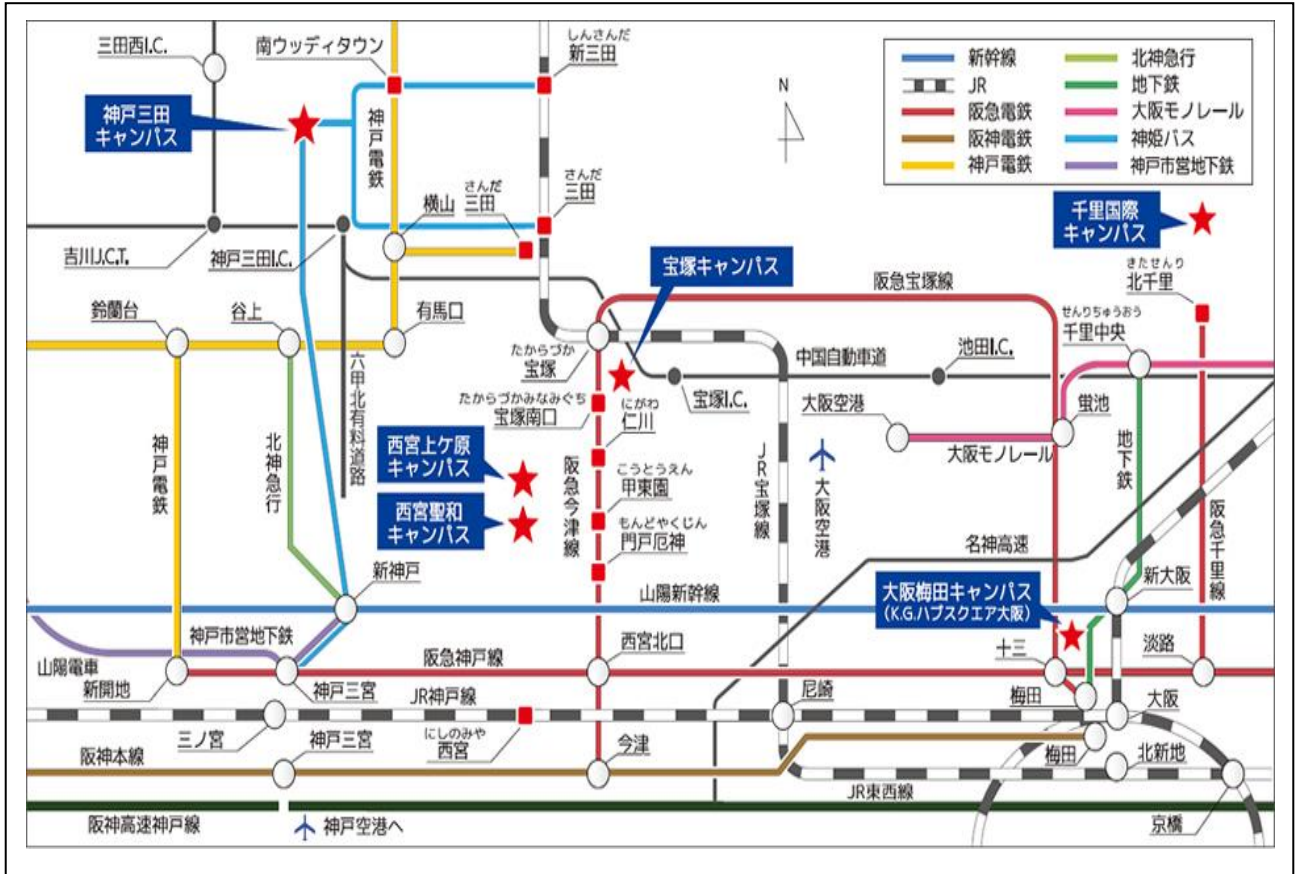 三田西I.C.
南ウッディタウン
しんさんだ
新三田
神戸三田
キャンパス
神戸電鉄
N
新幹線
JR
阪急電鉄
阪神電鉄
神戸電鉄
北神急行
地下鉄
大阪モノレール
神姫バス
神戸市営地下鉄
さんだ
三田
さんだ
三田
横山
吉川J.C.T.
神戸三田I.C.
千里国際
キャンパス
宝塚キャンパス
阪急宝塚線
きたせんり
北千里
鈴蘭台
谷上
有馬口
せんりちゅうおう
千里中央
たからづか
宝塚
中国自動車道
池田I.C.
六甲北有料道路
宝塚I.C.
たからづかみなみぐち
宝塚南口
にがわ
仁川
大阪空港
蛍池
大阪モノレール
神戸電鉄
北神急行
西宮上ケ原
キャンパス
阪急今津線
こうとうえん
甲東園
JR宝塚線
大阪空港
地下鉄
阪急千里線
西宮聖和
キャンパス
もんどやくじん
門戸厄神
名神高速
新神戸
山陽新幹線
大阪梅田キャンパス
(K.G.ハブスクエア大阪)
新大阪
神戸市営地下鉄
山陽電車
阪急神戸線
西宮北口
十三
淡路
新開地
神戸三宮
JR神戸線
尼崎
梅田
大阪
三ノ宮
神戸三宮
にしのみや
西宮
今津
梅田
北新地
阪神本線
JR東西線
阪神高速神戸線
神戸空港へ
京橋